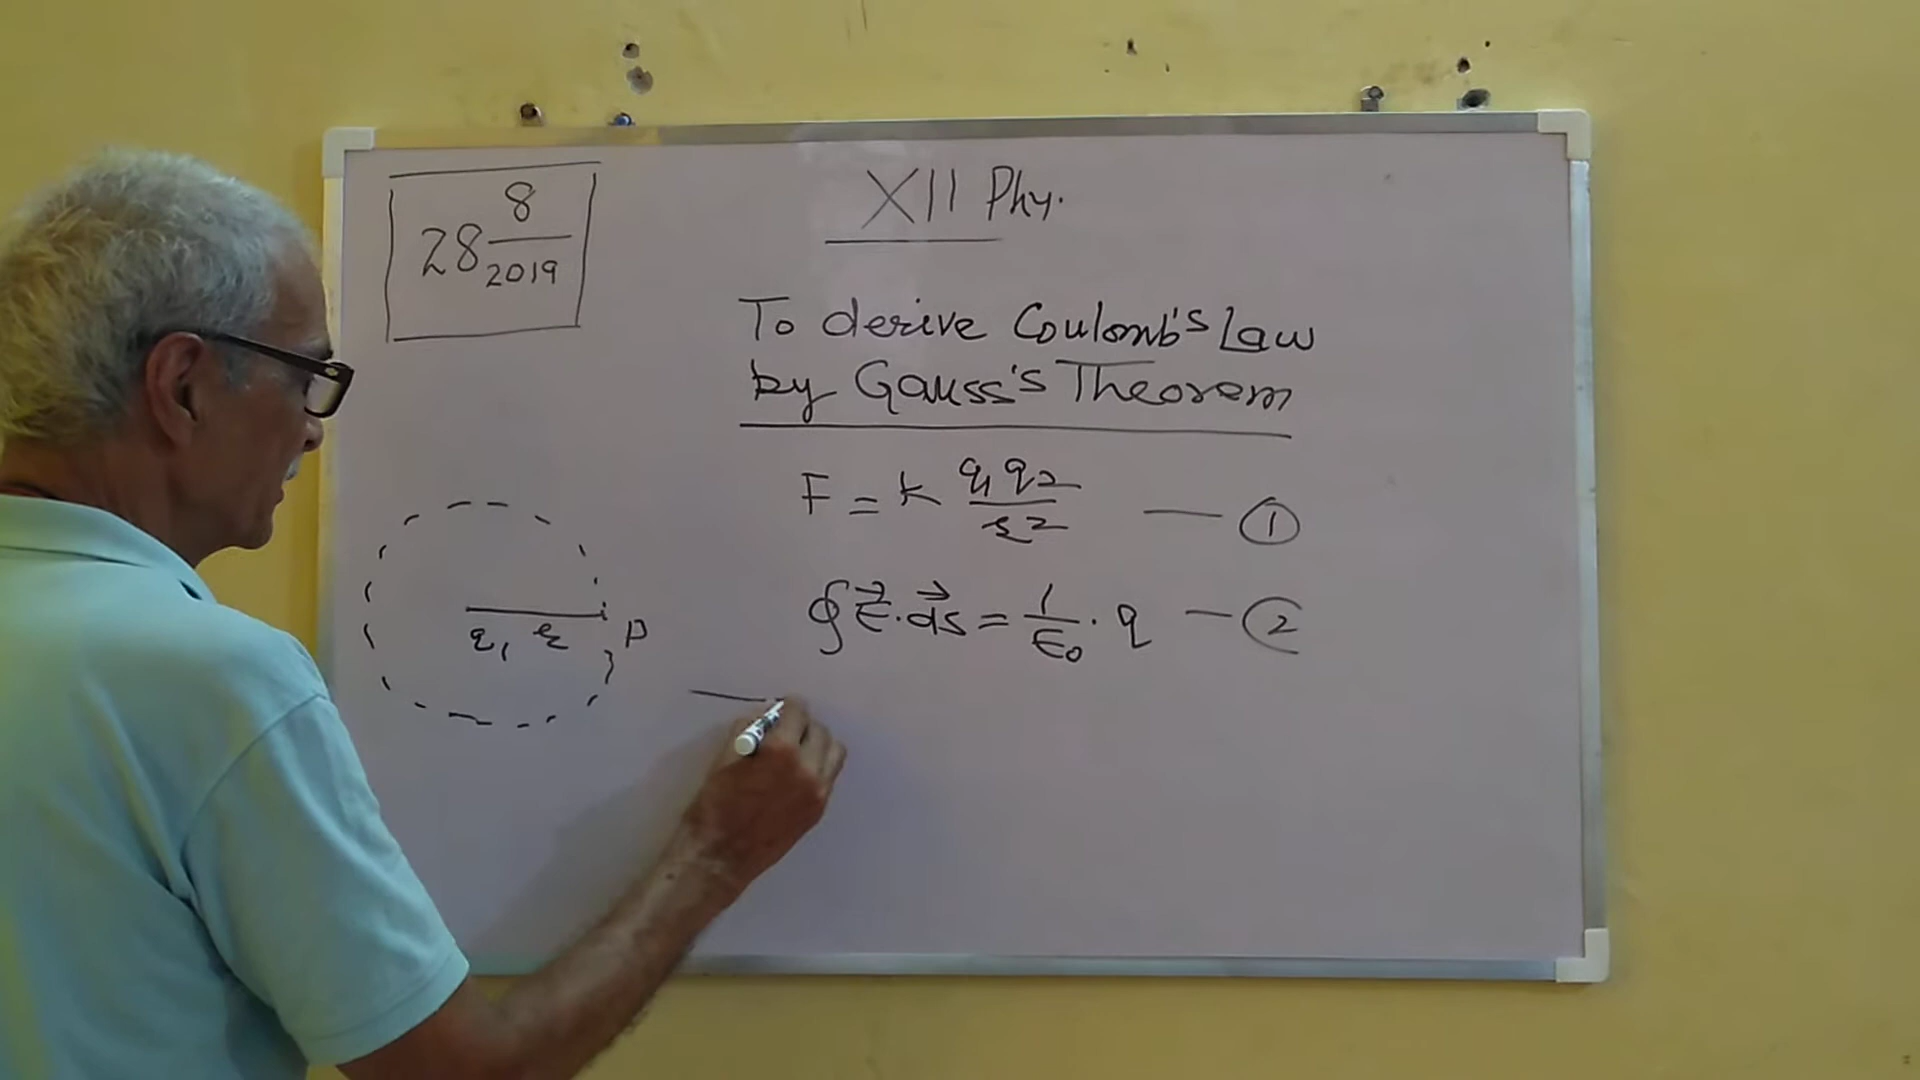 28 8/2019
XII Phy.
To derive Coulomb's Law
by Gauss's Theorem
F = K q1 q2 / r2 — 1
∮ E→ . ds→ = 1/ε0 . q — 2
q1 r P